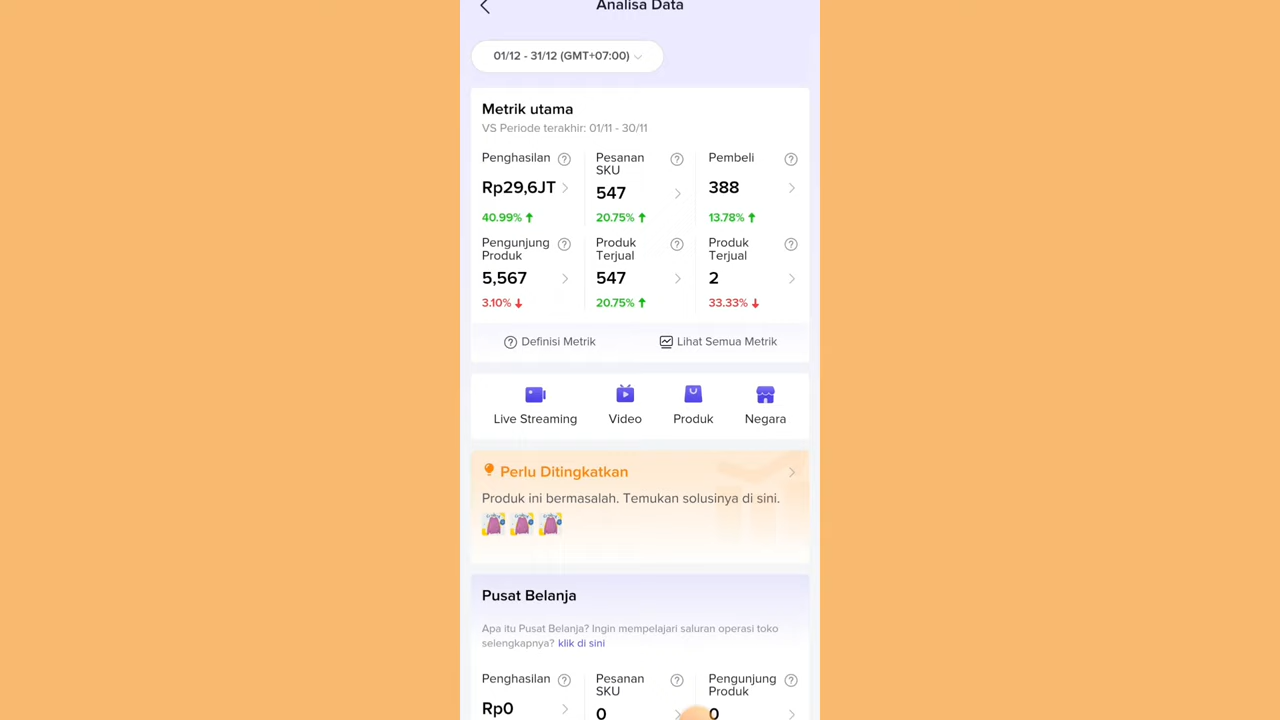 Analisa Data
01/12 - 31/12 (GMT+07:00)
Metrik utama
VS Periode terakhir: 01/11 - 30/11
Penghasilan
Rp29,6JT
40.99%
Pesanan
SKU
547
20.75%
Pembeli
388
13.78%
Pengunjung
Produk
5,567
3.10%
Produk
Terjual
547
20.75%
Produk
Terjual
2
33.33%
Definisi Metrik
Lihat Semua Metrik
Live Streaming
Video
Produk
Negara
Perlu Ditingkatkan
Produk ini bermasalah. Temukan solusinya di sini.
Pusat Belanja
Apa itu Pusat Belanja? Ingin mempelajari saluran operasi toko
selengkapnya? klik di sini
Penghasilan
Rp0
Pesanan
SKU
0
Pengunjung
Produk
0